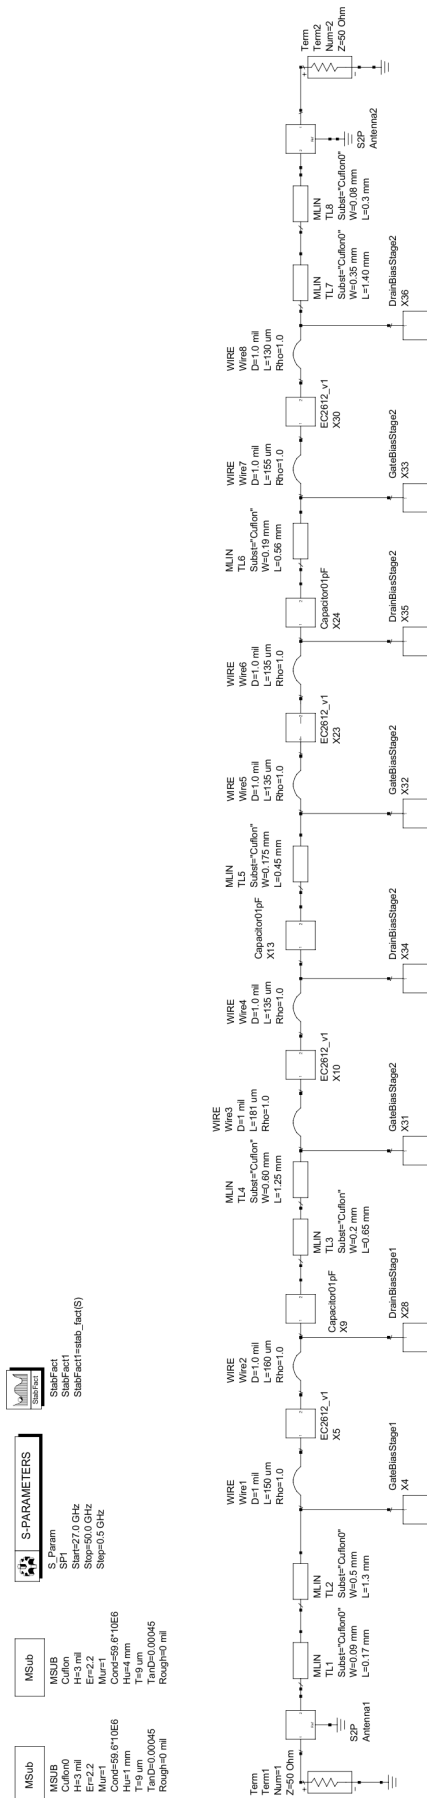 MSub
MSUB
Cuflon0
H=3 mil
Er=2.2
Mur=1
Cond=59.6*10E6
Hu=1 mm
T=9 um
TanD=0.00045
Rough=0 mil
MSub
MSUB
Cuflon
H=3 mil
Er=2.2
Mur=1
Cond=59.6*10E6
Hu=4 mm
T=9 um
TanD=0.00045
Rough=0 mil
S-PARAMETERS
S_Param
SP1
Start=27.0 GHz
Stop=50.0 GHz
Step=0.5 GHz
StabFact
StabFact
StabFact1
StabFact1=stab_fact(S)
Term
Term1
Num=1
Z=50 Ohm
S2P
Antenna1
MLIN
TL1
Subst="Cuflon0"
W=0.09 mm
L=0.17 mm
MLIN
TL2
Subst="Cuflon0"
W=0.5 mm
L=1.3 mm
GateBiasStage1
X4
WIRE
Wire1
D=1 mil
L=150 um
Rho=1.0
EC2612_v1
X5
WIRE
Wire2
D=1.0 mil
L=160 um
Rho=1.0
DrainBiasStage1
X28
Capacitor01pF
X9
MLIN
TL3
Subst="Cuflon"
W=0.2 mm
L=0.65 mm
MLIN
TL4
Subst="Cuflon"
W=0.60 mm
L=1.25 mm
GateBiasStage2
X31
WIRE
Wire3
D=1 mil
L=181 um
Rho=1.0
EC2612_v1
X10
WIRE
Wire4
D=1.0 mil
L=135 um
Rho=1.0
DrainBiasStage2
X34
Capacitor01pF
X13
MLIN
TL5
Subst="Cuflon"
W=0.175 mm
L=0.45 mm
GateBiasStage2
X32
WIRE
Wire5
D=1.0 mil
L=135 um
Rho=1.0
EC2612_v1
X23
WIRE
Wire6
D=1.0 mil
L=135 um
Rho=1.0
DrainBiasStage2
X35
Capacitor01pF
X24
MLIN
TL6
Subst="Cuflon"
W=0.19 mm
L=0.56 mm
GateBiasStage2
X33
WIRE
Wire7
D=1.0 mil
L=155 um
Rho=1.0
EC2612_v1
X30
WIRE
Wire8
D=1.0 mil
L=130 um
Rho=1.0
DrainBiasStage2
X36
MLIN
TL7
Subst="Cuflon0"
W=0.35 mm
L=1.40 mm
MLIN
TL8
Subst="Cuflon0"
W=0.08 mm
L=0.3 mm
S2P
Antenna2
Term
Term2
Num=2
Z=50 Ohm